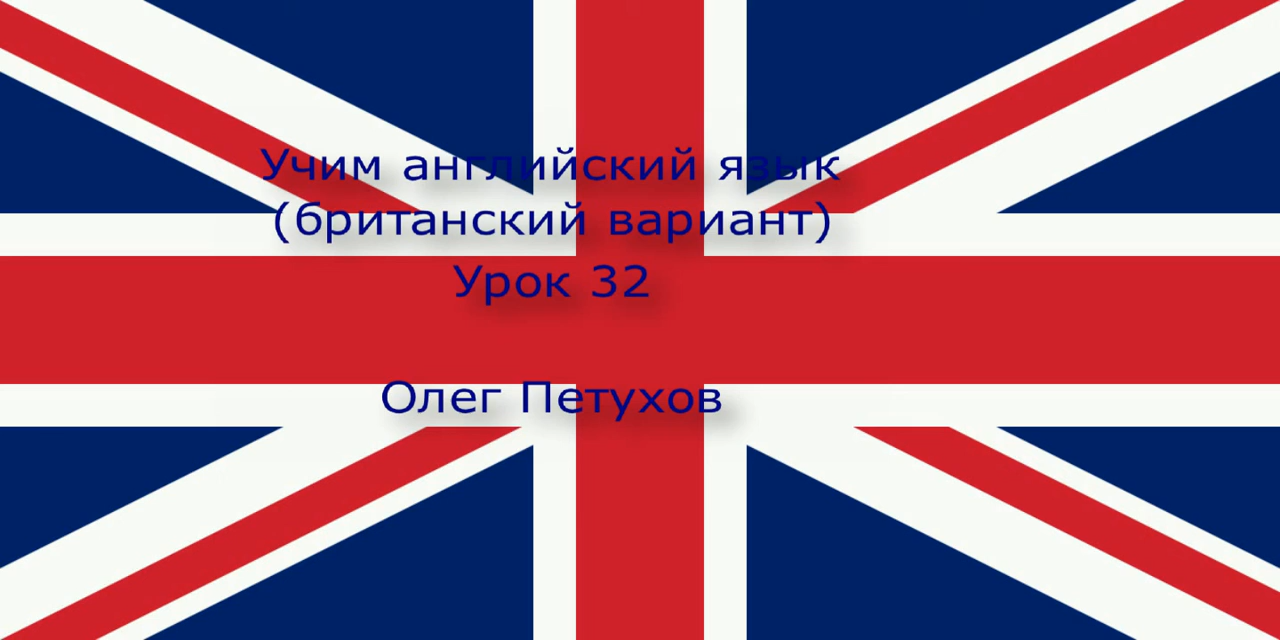 Учим английский язык
(британский вариант)
Урок 32
Олег Петухов